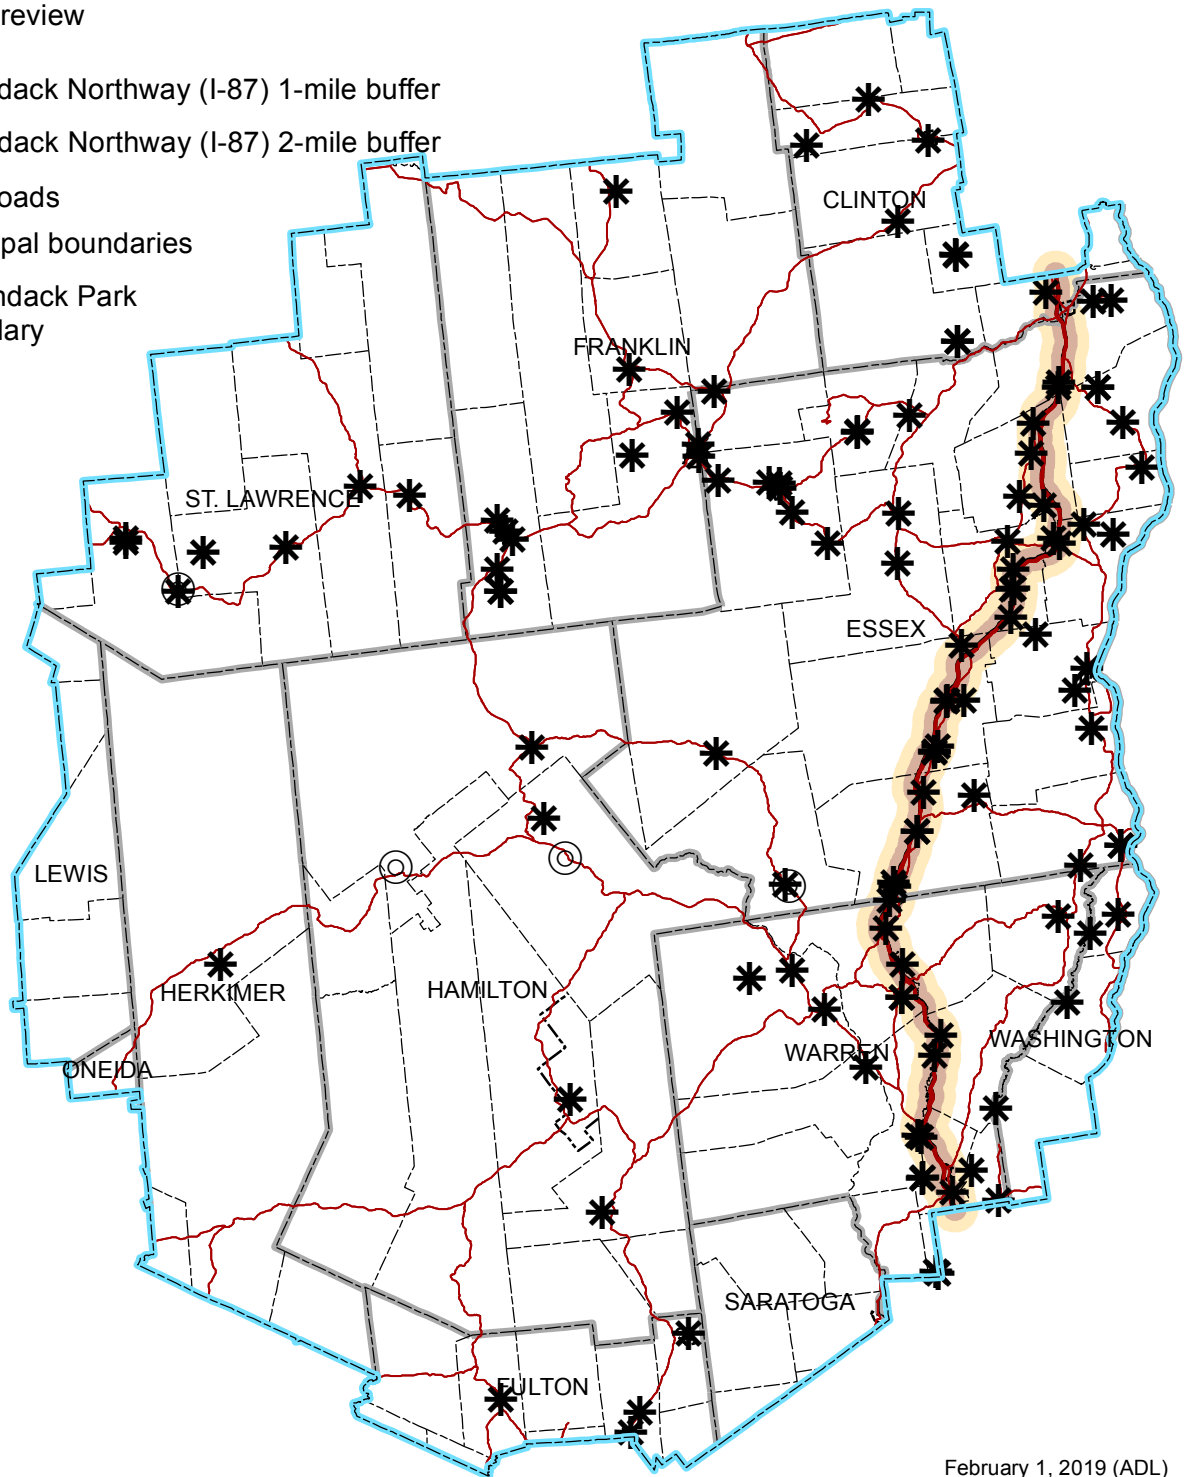 review
dack Northway (I-87) 1-mile buffer
dack Northway (I-87) 2-mile buffer
oads
pal boundaries
ndack Park
dary
CLINTON
FRANKLIN
ST. LAWRENCE
ESSEX
LEWIS
HERKIMER
HAMILTON
ONEIDA
WARREN
WASHINGTON
SARATOGA
FULTON
February 1, 2019 (ADL)